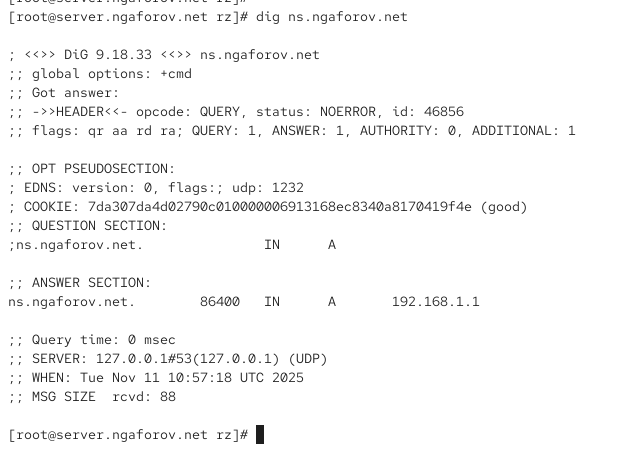 [root@server.ngaforov.net rz]#
[root@server.ngaforov.net rz]# dig ns.ngaforov.net
; <<>> DiG 9.18.33 <<>> ns.ngaforov.net
;; global options: +cmd
;; Got answer:
;; ->>HEADER<<- opcode: QUERY, status: NOERROR, id: 46856
;; flags: qr aa rd ra; QUERY: 1, ANSWER: 1, AUTHORITY: 0, ADDITIONAL: 1
;; OPT PSEUDOSECTION:
; EDNS: version: 0, flags:; udp: 1232
; COOKIE: 7da307da4d02790c010000006913168ec8340a8170419f4e (good)
;; QUESTION SECTION:
;ns.ngaforov.net. IN A
;; ANSWER SECTION:
ns.ngaforov.net. 86400 IN A 192.168.1.1
;; Query time: 0 msec
;; SERVER: 127.0.0.1#53(127.0.0.1) (UDP)
;; WHEN: Tue Nov 11 10:57:18 UTC 2025
;; MSG SIZE rcvd: 88
[root@server.ngaforov.net rz]#